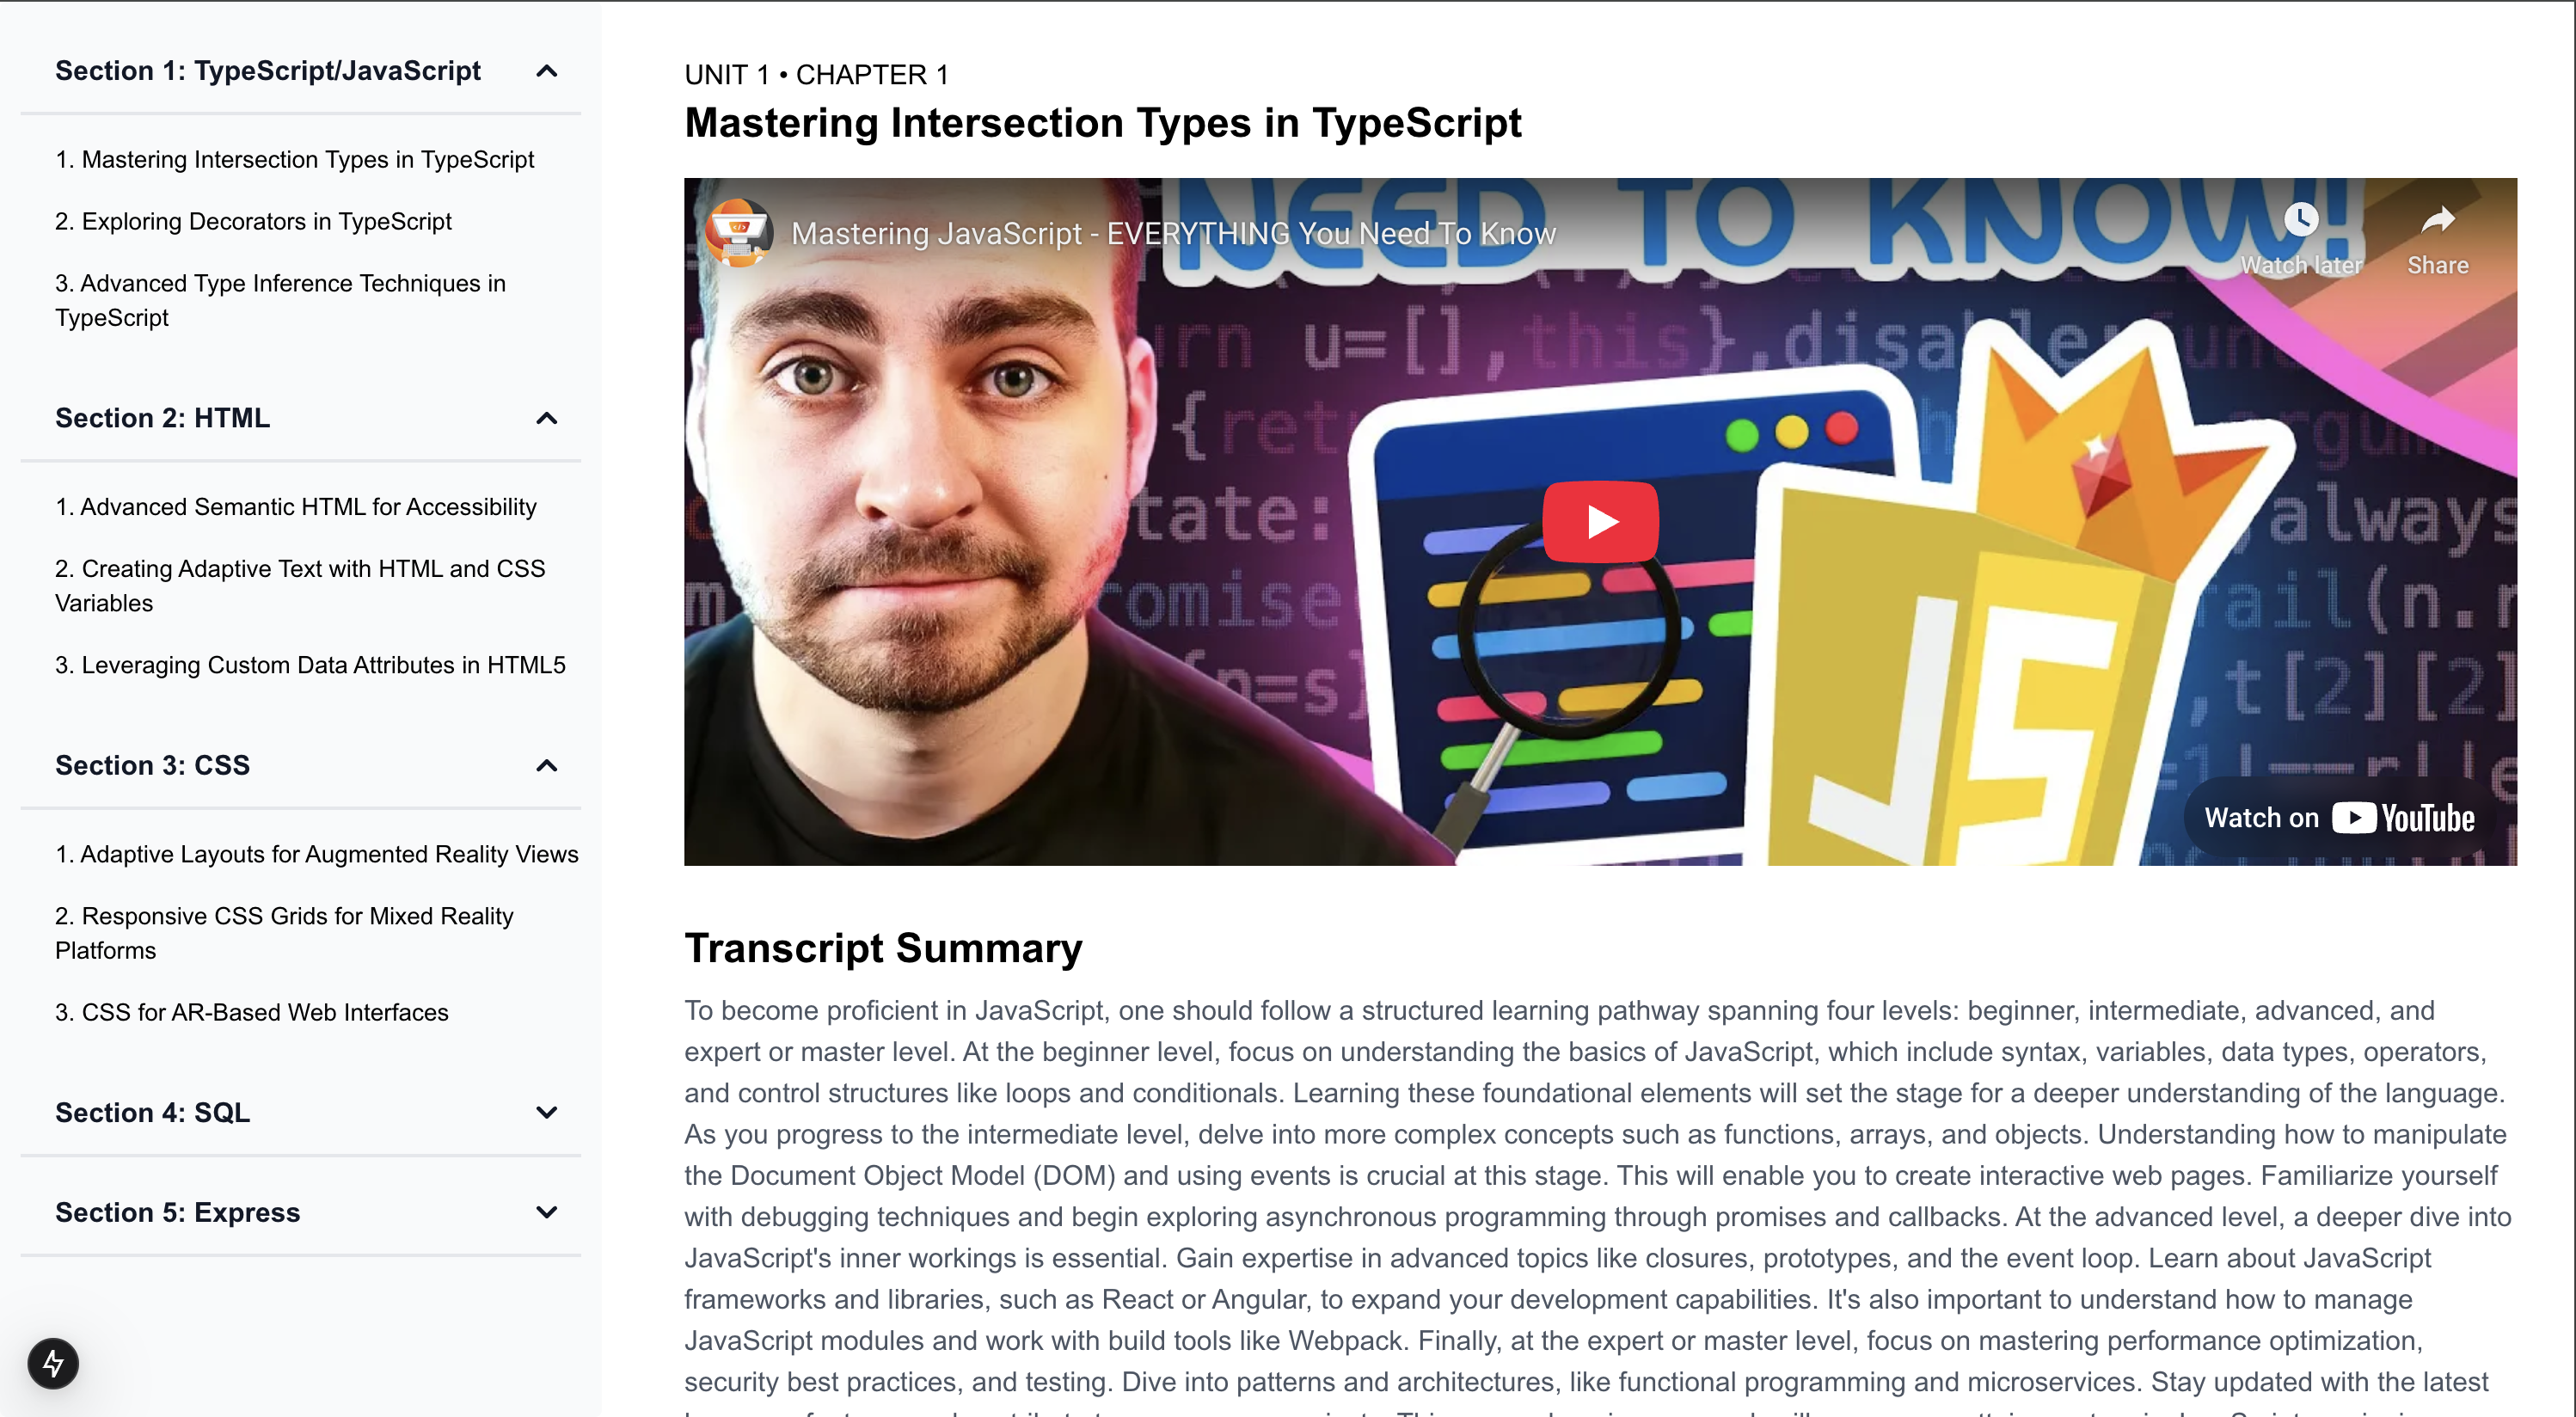 Section 1: TypeScript/JavaScript
1. Mastering Intersection Types in TypeScript
2. Exploring Decorators in TypeScript
3. Advanced Type Inference Techniques in
TypeScript
Section 2: HTML
1. Advanced Semantic HTML for Accessibility
2. Creating Adaptive Text with HTML and CSS
Variables
3. Leveraging Custom Data Attributes in HTML5
Section 3: CSS
1. Adaptive Layouts for Augmented Reality Views
2. Responsive CSS Grids for Mixed Reality
Platforms
3. CSS for AR-Based Web Interfaces
Section 4: SQL
Section 5: Express
UNIT 1 • CHAPTER 1
Mastering Intersection Types in TypeScript
NEED TO KNOW!
Mastering JavaScript - EVERYTHING You Need To Know
Watch later
Share
u=[],this},disable:
{ret
tate:
always
romise
rail(n.r
{n=s}
,t[2][2]
JS
Watch on YouTube
Transcript Summary
To become proficient in JavaScript, one should follow a structured learning pathway spanning four levels: beginner, intermediate, advanced, and
expert or master level. At the beginner level, focus on understanding the basics of JavaScript, which include syntax, variables, data types, operators,
and control structures like loops and conditionals. Learning these foundational elements will set the stage for a deeper understanding of the language.
As you progress to the intermediate level, delve into more complex concepts such as functions, arrays, and objects. Understanding how to manipulate
the Document Object Model (DOM) and using events is crucial at this stage. This will enable you to create interactive web pages. Familiarize yourself
with debugging techniques and begin exploring asynchronous programming through promises and callbacks. At the advanced level, a deeper dive into
JavaScript's inner workings is essential. Gain expertise in advanced topics like closures, prototypes, and the event loop. Learn about JavaScript
frameworks and libraries, such as React or Angular, to expand your development capabilities. It's also important to understand how to manage
JavaScript modules and work with build tools like Webpack. Finally, at the expert or master level, focus on mastering performance optimization,
security best practices, and testing. Dive into patterns and architectures, like functional programming and microservices. Stay updated with the latest